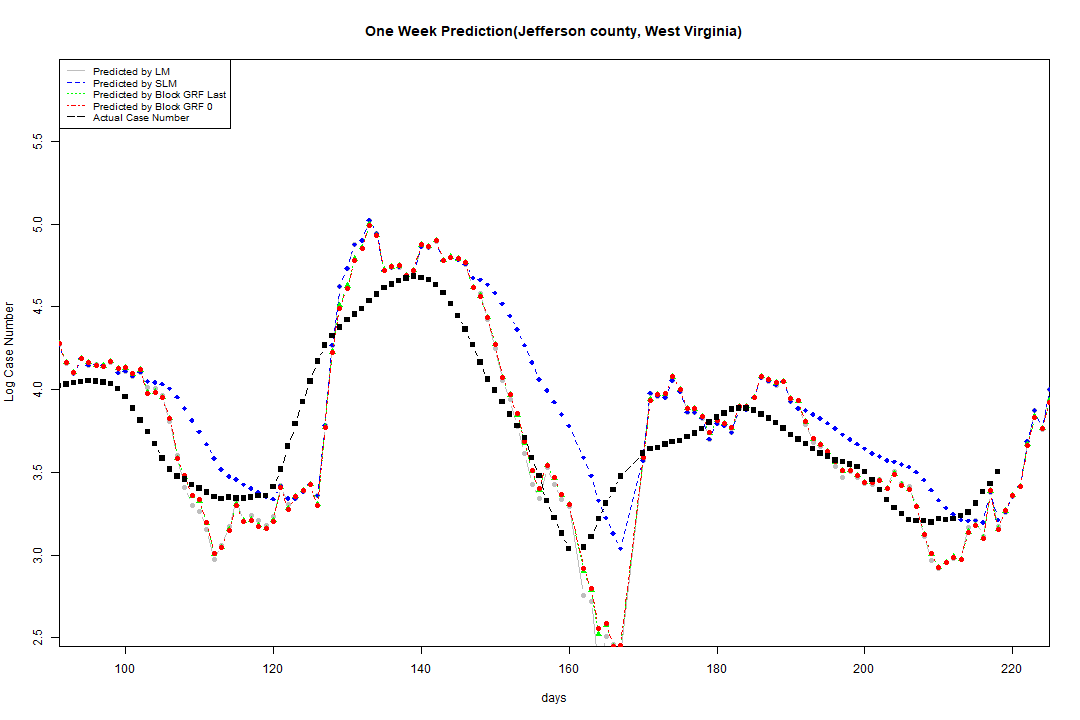 One Week Prediction(Jefferson county, West Virginia)
Predicted by LM
Predicted by SLM
Predicted by Block GRF Last
Predicted by Block GRF 0
Actual Case Number
5.5
5.0
4.5
4.0
3.5
3.0
2.5
Log Case Number
100 120 140 160 180 200 220
days